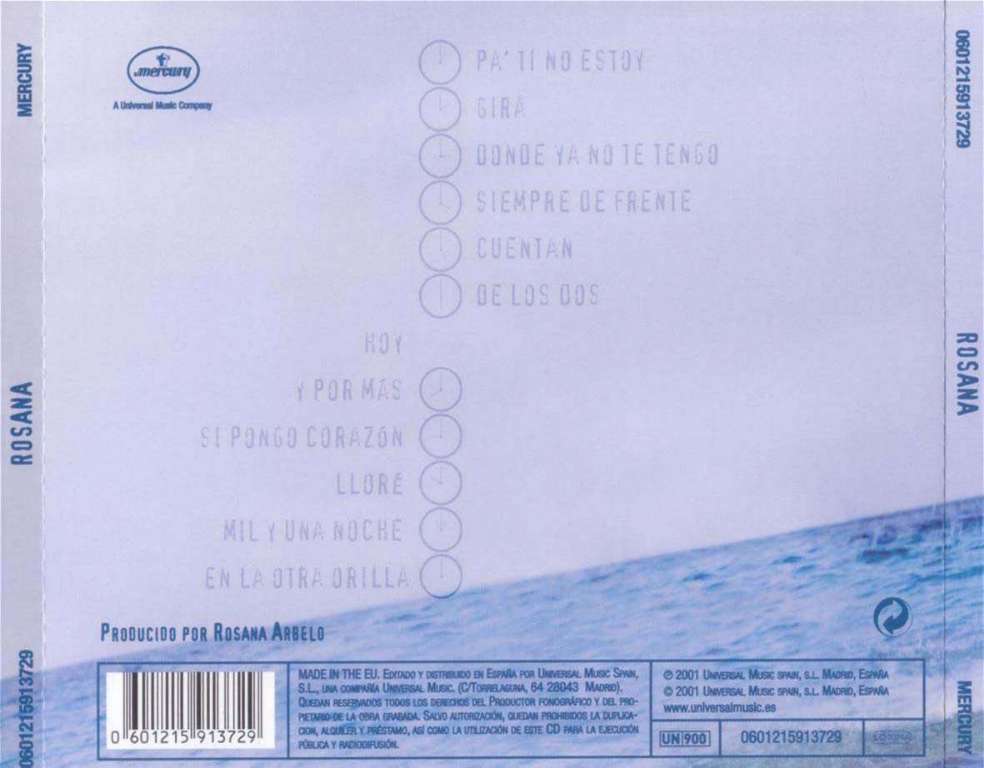 MERCURY
ROSANA
0601215913729
mercury
A Universal Music Company
PA' TI NO ESTOY
GIRA
DONDE YA NO TE TENGO
SIEMPRE DE FRENTE
CUENTAN
DE LOS DOS
HOY
Y POR MÁS
SI PONGO CORAZÓN
LLORÉ
MIL Y UNA NOCHE
EN LA OTRA ORILLA
PRODUCIDO POR ROSANA ARBELO
0 601215 913729
MADE IN THE EU. EDITADO Y DISTRIBUIDO EN ESPAÑA POR UNIVERSAL MUSIC SPAIN,
S.L., UNA COMPAÑÍA UNIVERSAL MUSIC. (C/TORRELAGUNA, 64 28043 MADRID).
QUEDAN RESERVADOS TODOS LOS DERECHOS DEL PRODUCTOR FONOGRÁFICO Y DEL PRO-
PIETARIO DE LA OBRA GRABADA. SALVO AUTORIZACIÓN, QUEDAN PROHIBIDOS LA DUPLICA-
CION, ALQUILER Y PRÉSTAMO, ASÍ COMO LA UTILIZACIÓN DE ESTE CD PARA LA EJECUCIÓN
PÚBLICA Y RADIODIFUSIÓN.
℗ 2001 UNIVERSAL MUSIC SPAIN, S.L. MADRID, ESPAÑA
© 2001 UNIVERSAL MUSIC SPAIN, S.L. MADRID, ESPAÑA
www.universalmusic.es
UN 900
0601215913729
0601215913729
ROSANA
MERCURY